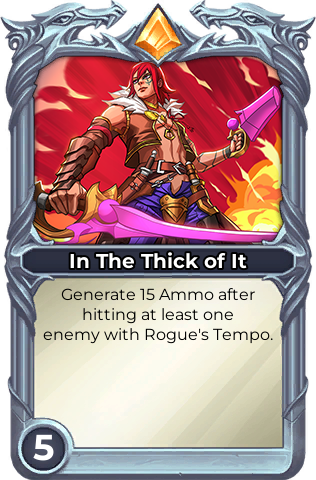 In The Thick of It
Generate 15 Ammo after
hitting at least one
enemy with Rogue's Tempo.
5